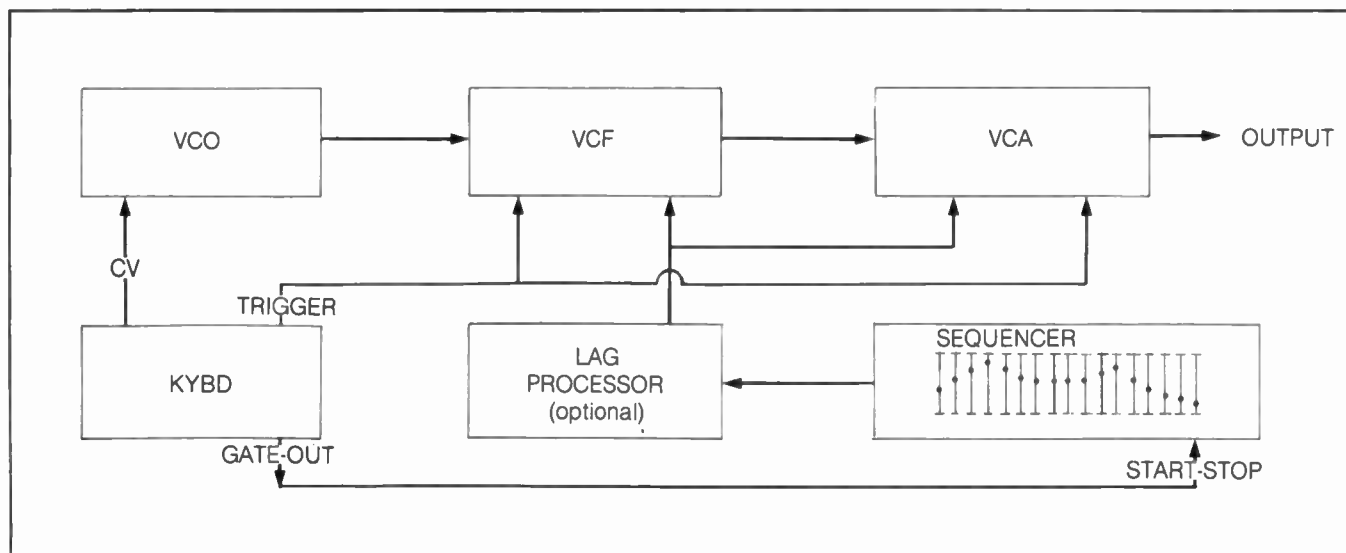 VCO
VCF
VCA
OUTPUT
CV
TRIGGER
KYBD
LAG
PROCESSOR
(optional)
SEQUENCER
GATE-OUT
START-STOP